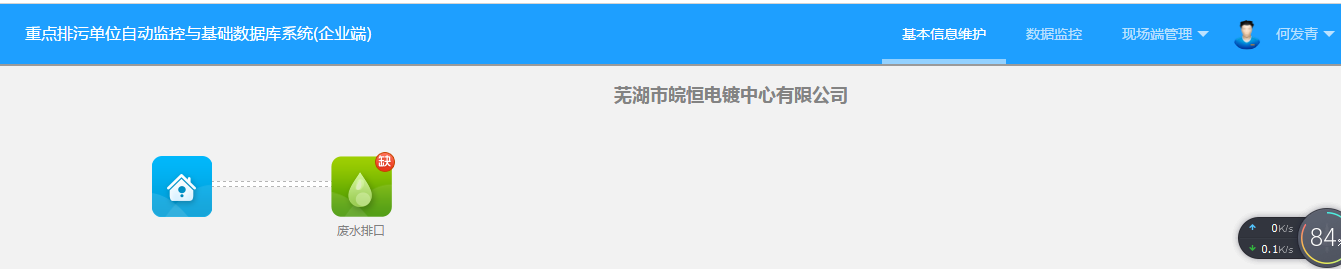 重点排污单位自动监控与基础数据库系统(企业端)
基本信息维护
数据监控
现场端管理
何发青
芜湖市皖恒电镀中心有限公司
缺
废水排口
0K/s
0.1K/s
84%